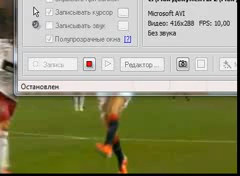 Записывать курсор
Записывать звук
Полупрозрачные окна [?]
Microsoft AVI
Видео: 416x288 FPS: 10,00
Без звука
Запись
Редактор ...
Остановлен